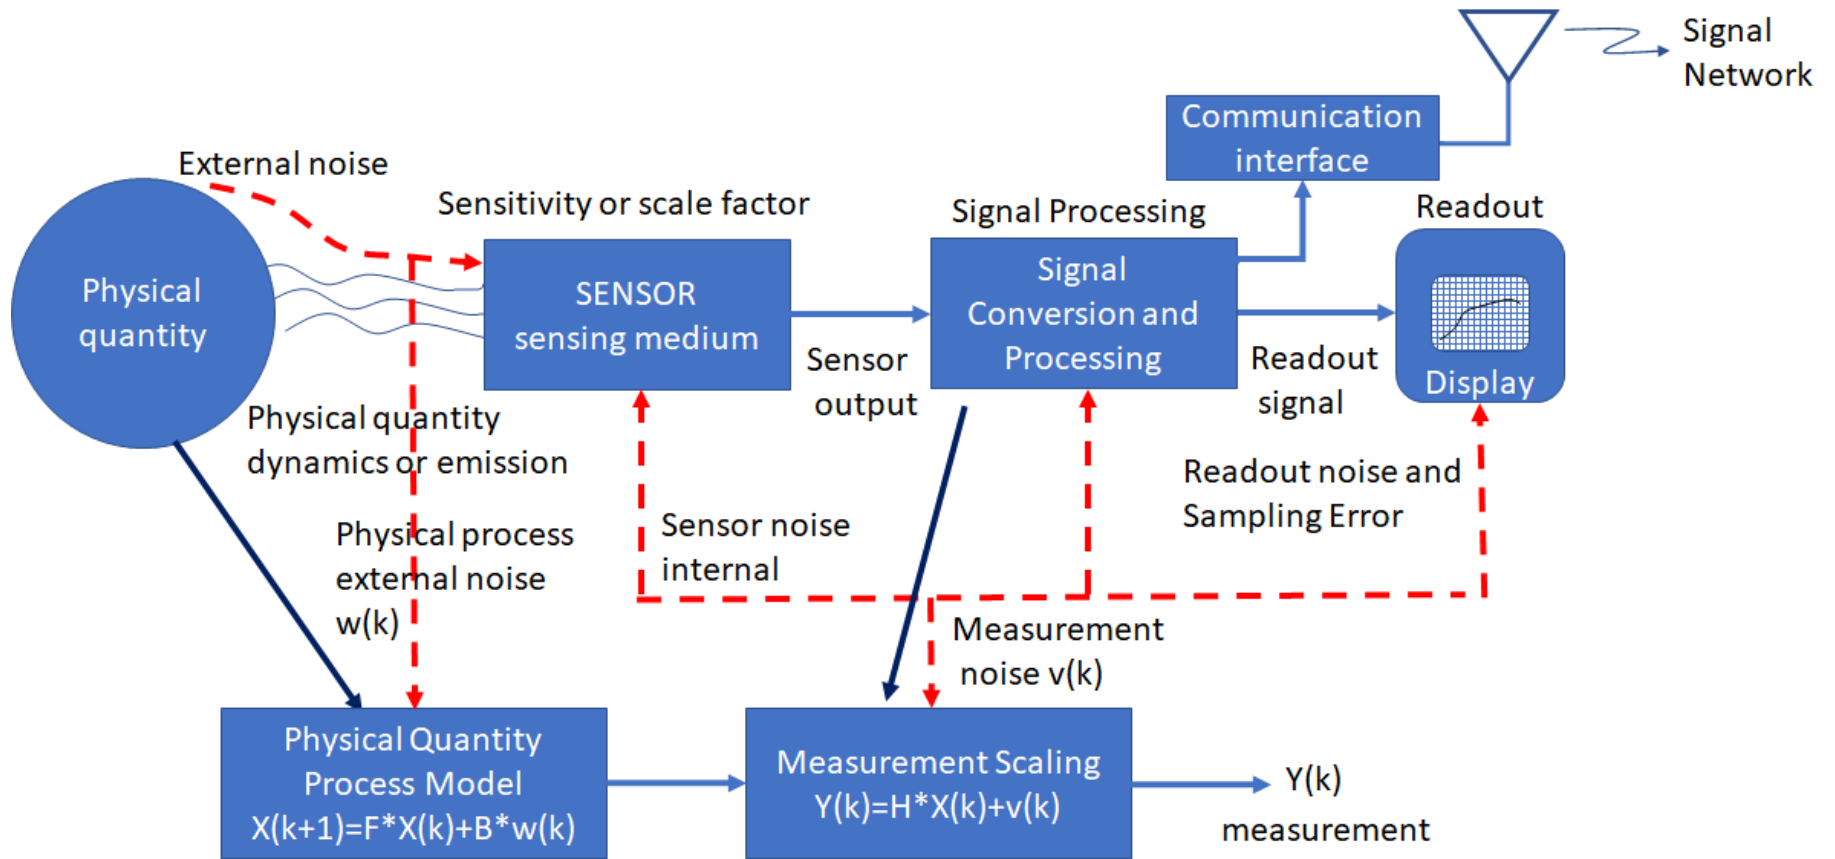 Signal
Network
Communication
interface
External noise
Sensitivity or scale factor
Signal Processing
Readout
Physical
quantity
SENSOR
sensing medium
Signal
Conversion and
Processing
Display
Sensor
output
Readout
signal
Physical quantity
dynamics or emission
Readout noise and
Sampling Error
Physical process
external noise
w(k)
Sensor noise
internal
Measurement
noise v(k)
Physical Quantity
Process Model
X(k+1)=F*X(k)+B*w(k)
Measurement Scaling
Y(k)=H*X(k)+v(k)
Y(k)
measurement